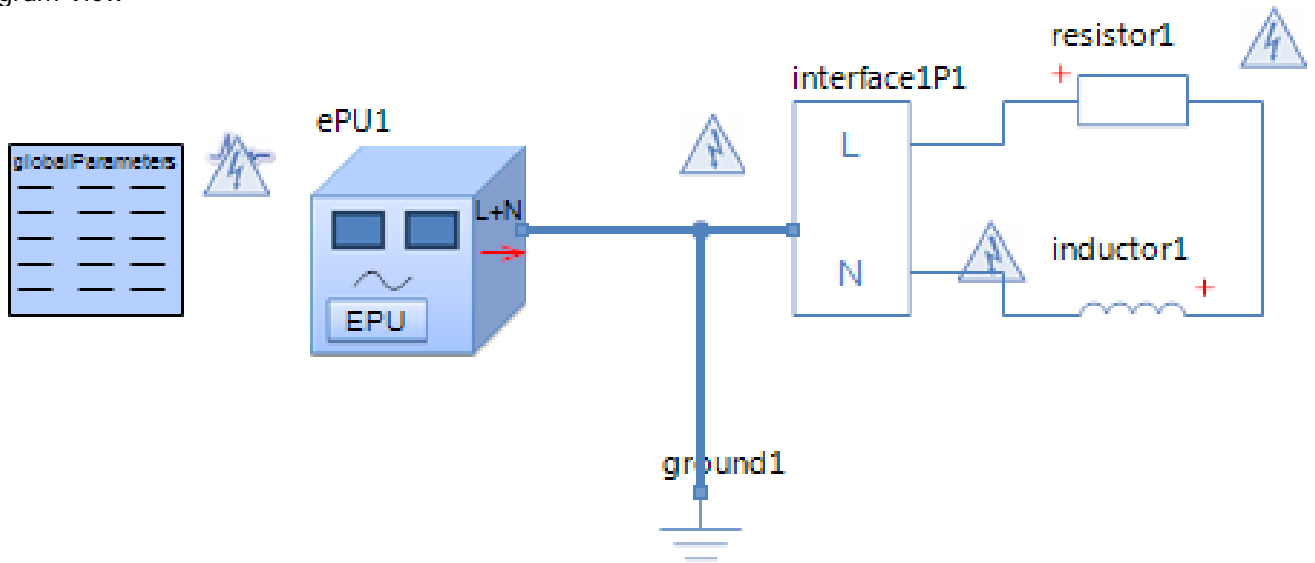 resistor1
interface1P1
ePU1
globalParameters
L
L+N
inductor1
N
EPU
ground1